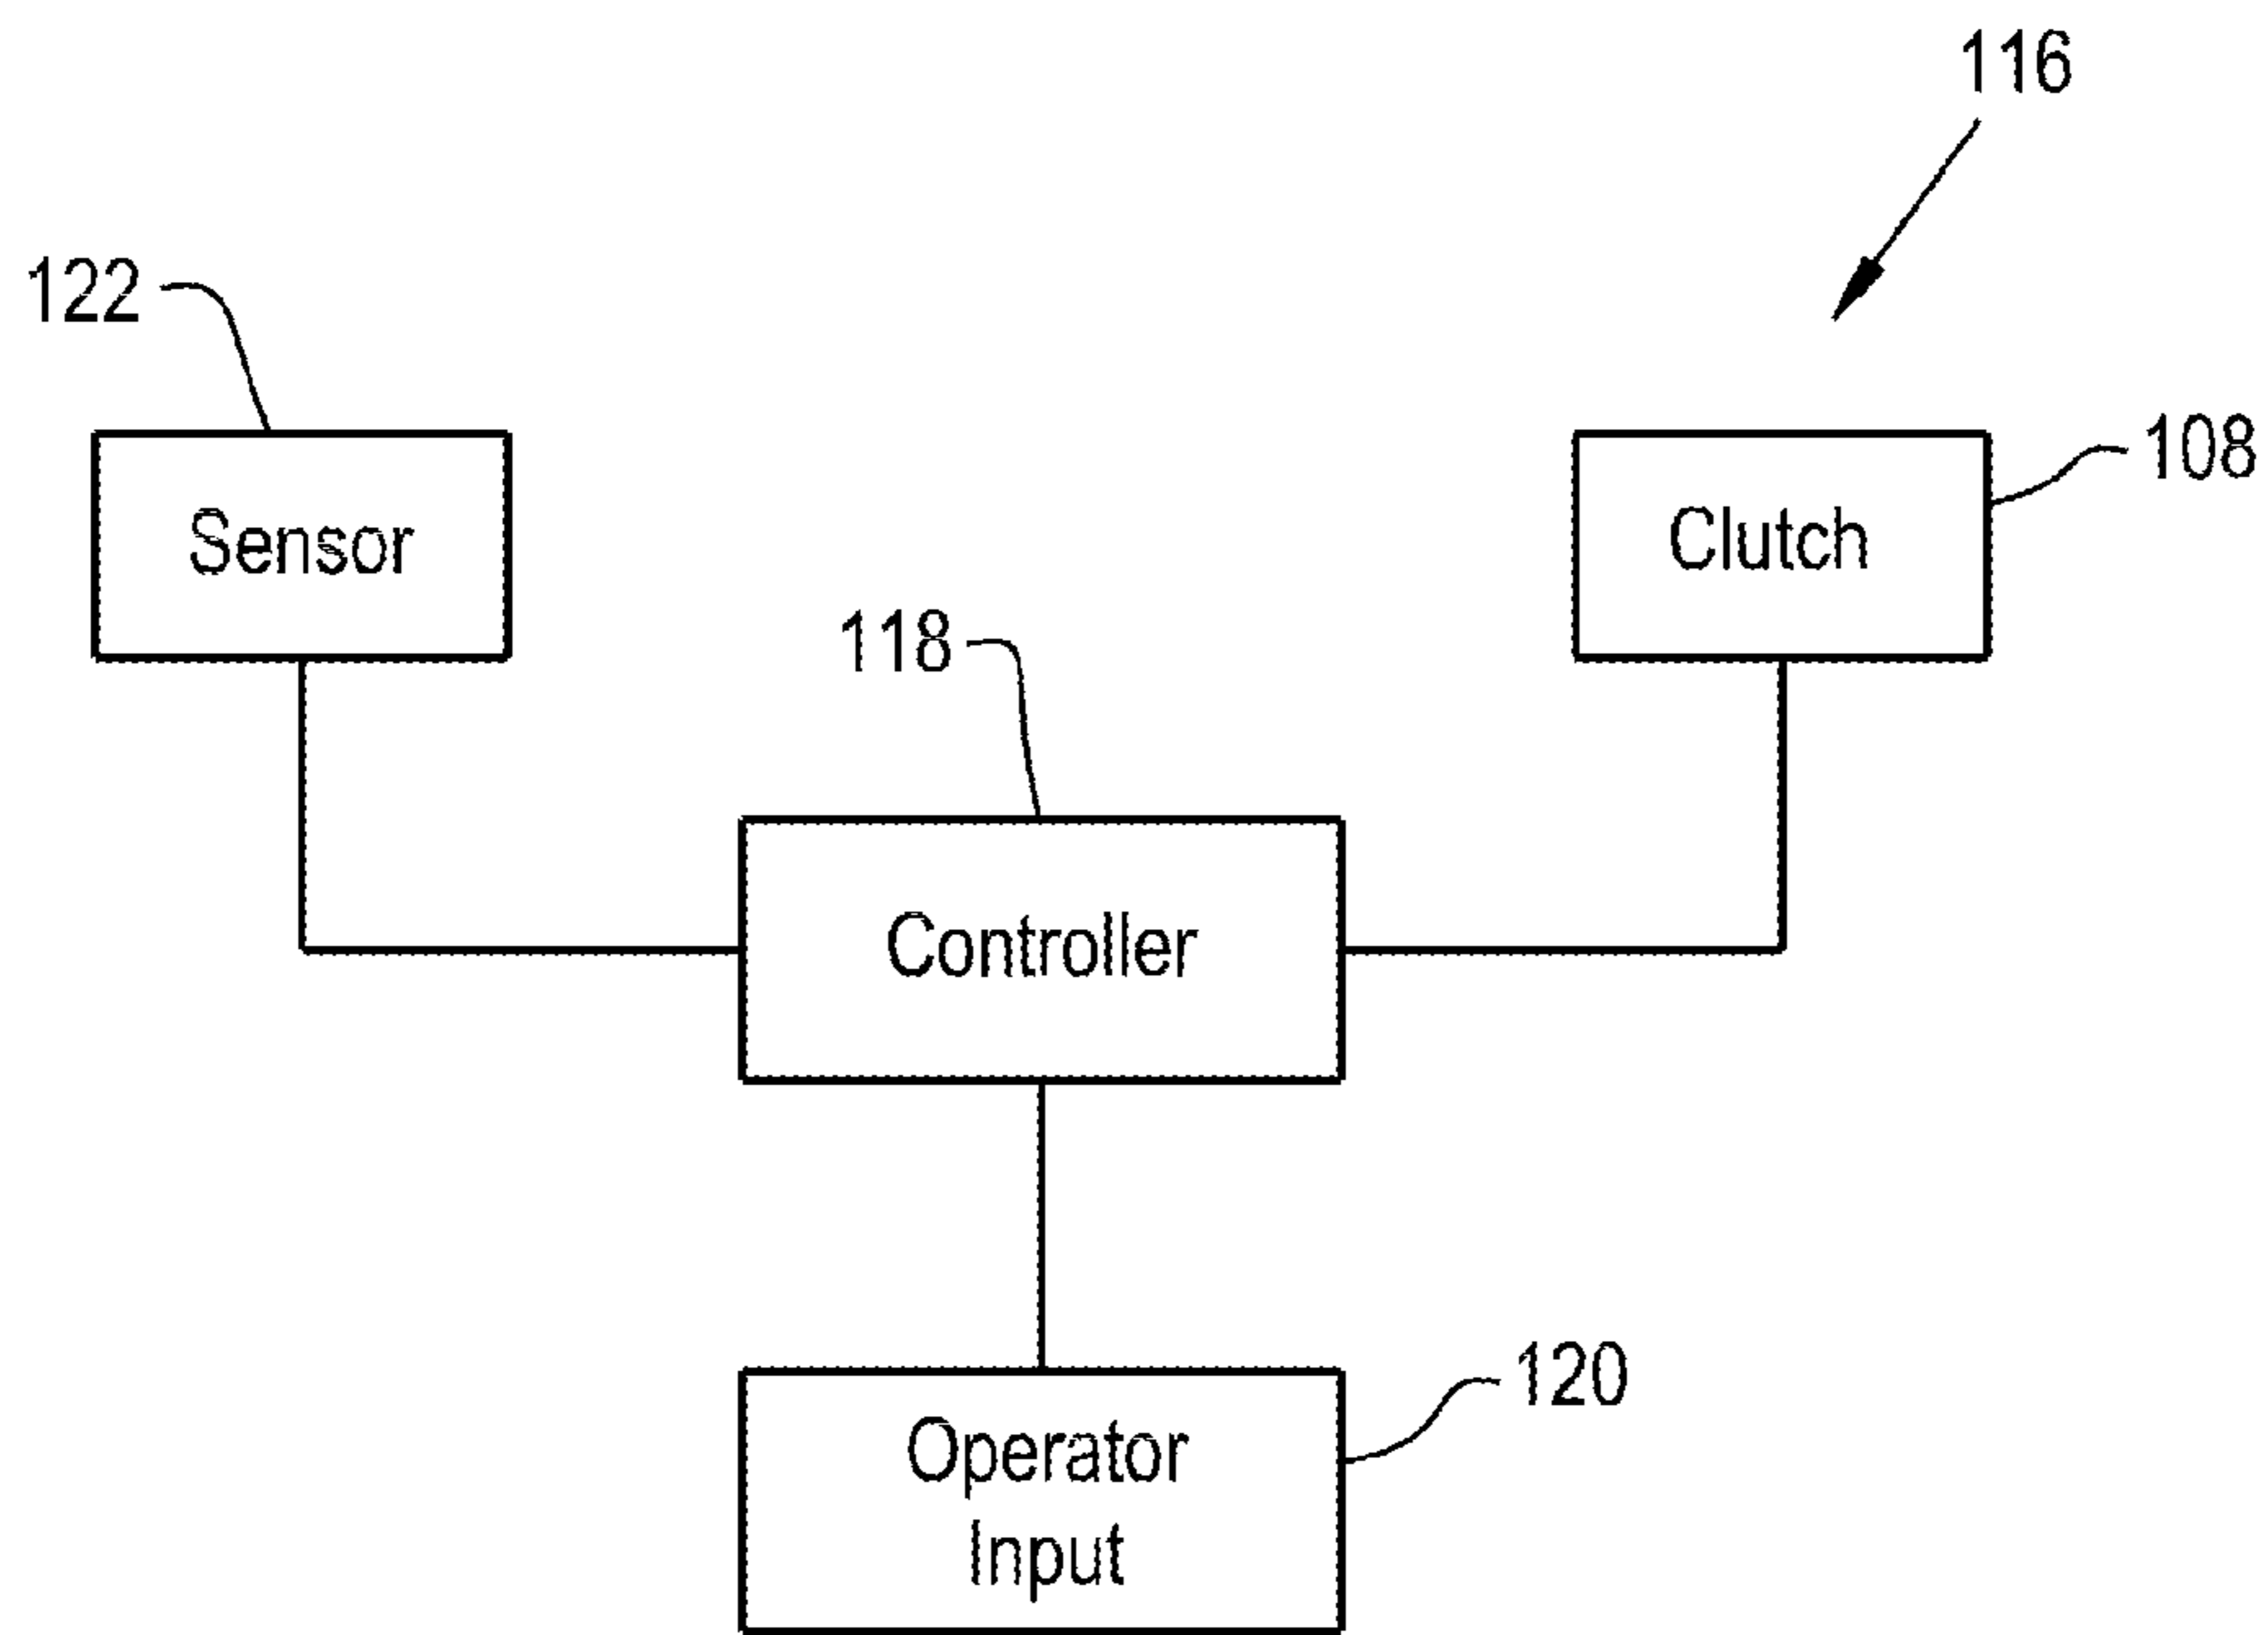 116
122
108
Sensor
Clutch
118
Controller
120
Operator
Input